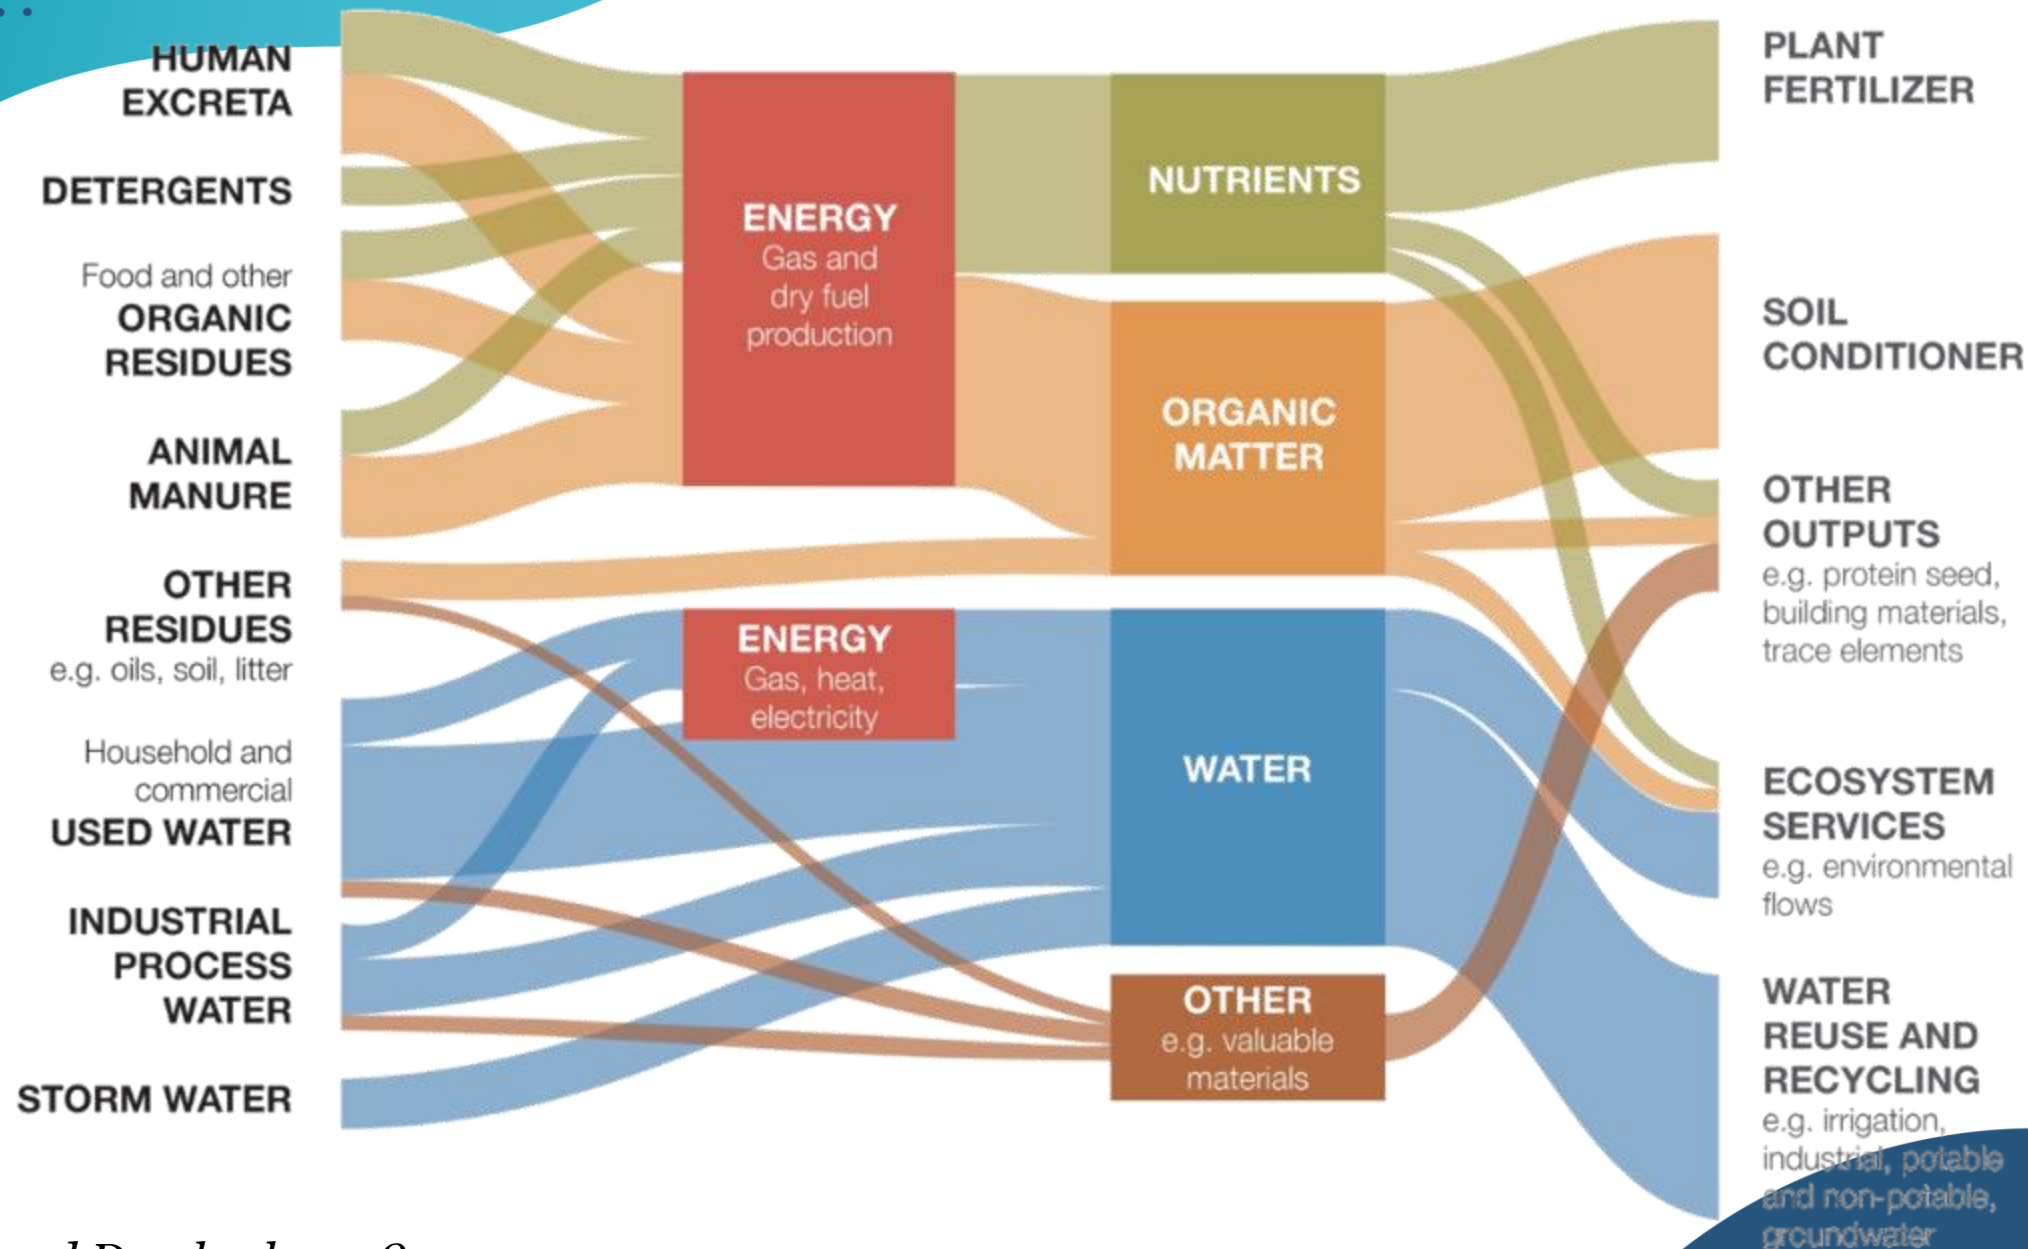 HUMAN
EXCRETA
DETERGENTS
Food and other
ORGANIC
RESIDUES
ANIMAL
MANURE
OTHER
RESIDUES
e.g. oils, soil, litter
Household and
commercial
USED WATER
INDUSTRIAL
PROCESS
WATER
STORM WATER
ENERGY
Gas and
dry fuel
production
ENERGY
Gas, heat,
electricity
NUTRIENTS
ORGANIC
MATTER
WATER
OTHER
e.g. valuable
materials
PLANT
FERTILIZER
SOIL
CONDITIONER
OTHER
OUTPUTS
e.g. protein seed,
building materials,
trace elements
ECOSYSTEM
SERVICES
e.g. environmental
flows
WATER
REUSE AND
RECYCLING
e.g. irrigation,
industrial, potable
and non-potable,
groundwater